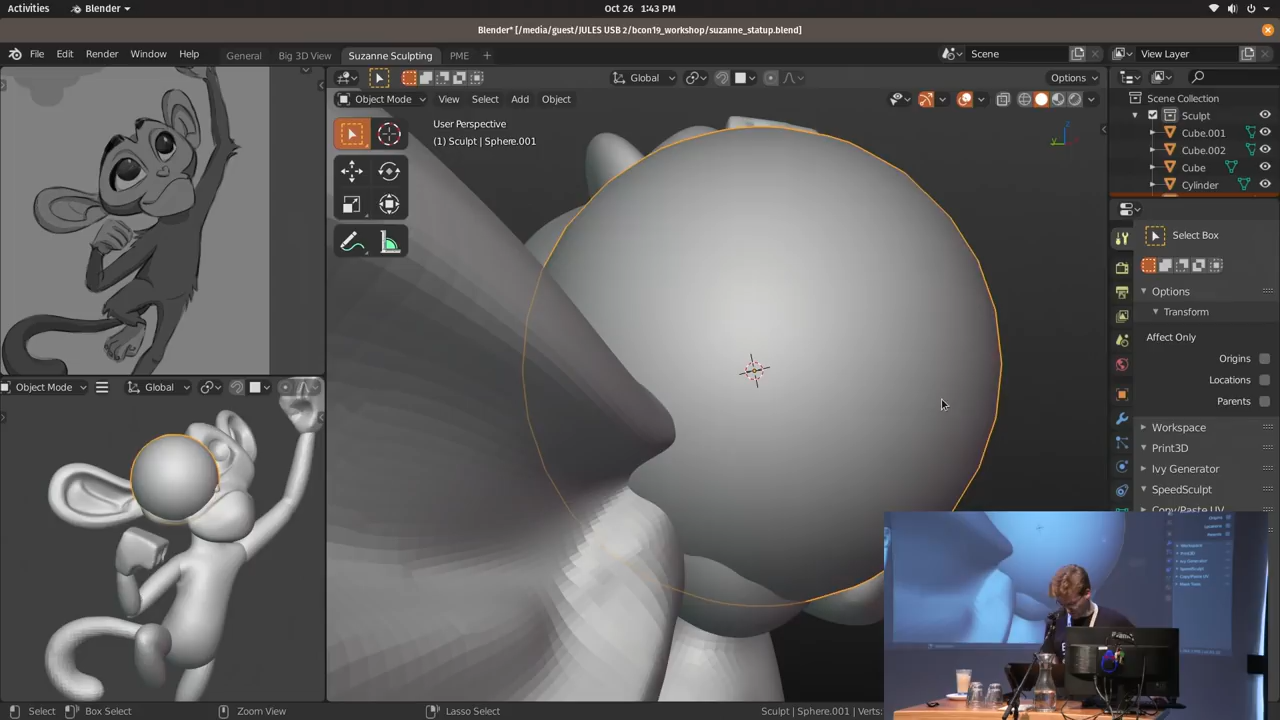 Activities
Blender
Oct 26 1:43 PM
Blender* [/media/guest/JULES USB 2/bcon19_workshop/suzanne_statup.blend]
File Edit Render Window Help
General Big 3D View Suzanne Sculpting PME +
Scene
View Layer
Global
Options
Object Mode View Select Add Object
User Perspective
(1) Sculpt | Sphere.001
z
y
Scene Collection
Sculpt
Cube.001
Cube.002
Cube
Cylinder
Select Box
Options
Transform
Affect Only
Origins
Locations
Parents
Workspace
Print3D
Ivy Generator
SpeedSculpt
Copy/Paste UV
Object Mode
Global
Select
Box Select
Zoom View
Lasso Select
Sculpt | Sphere.001 | Verts: